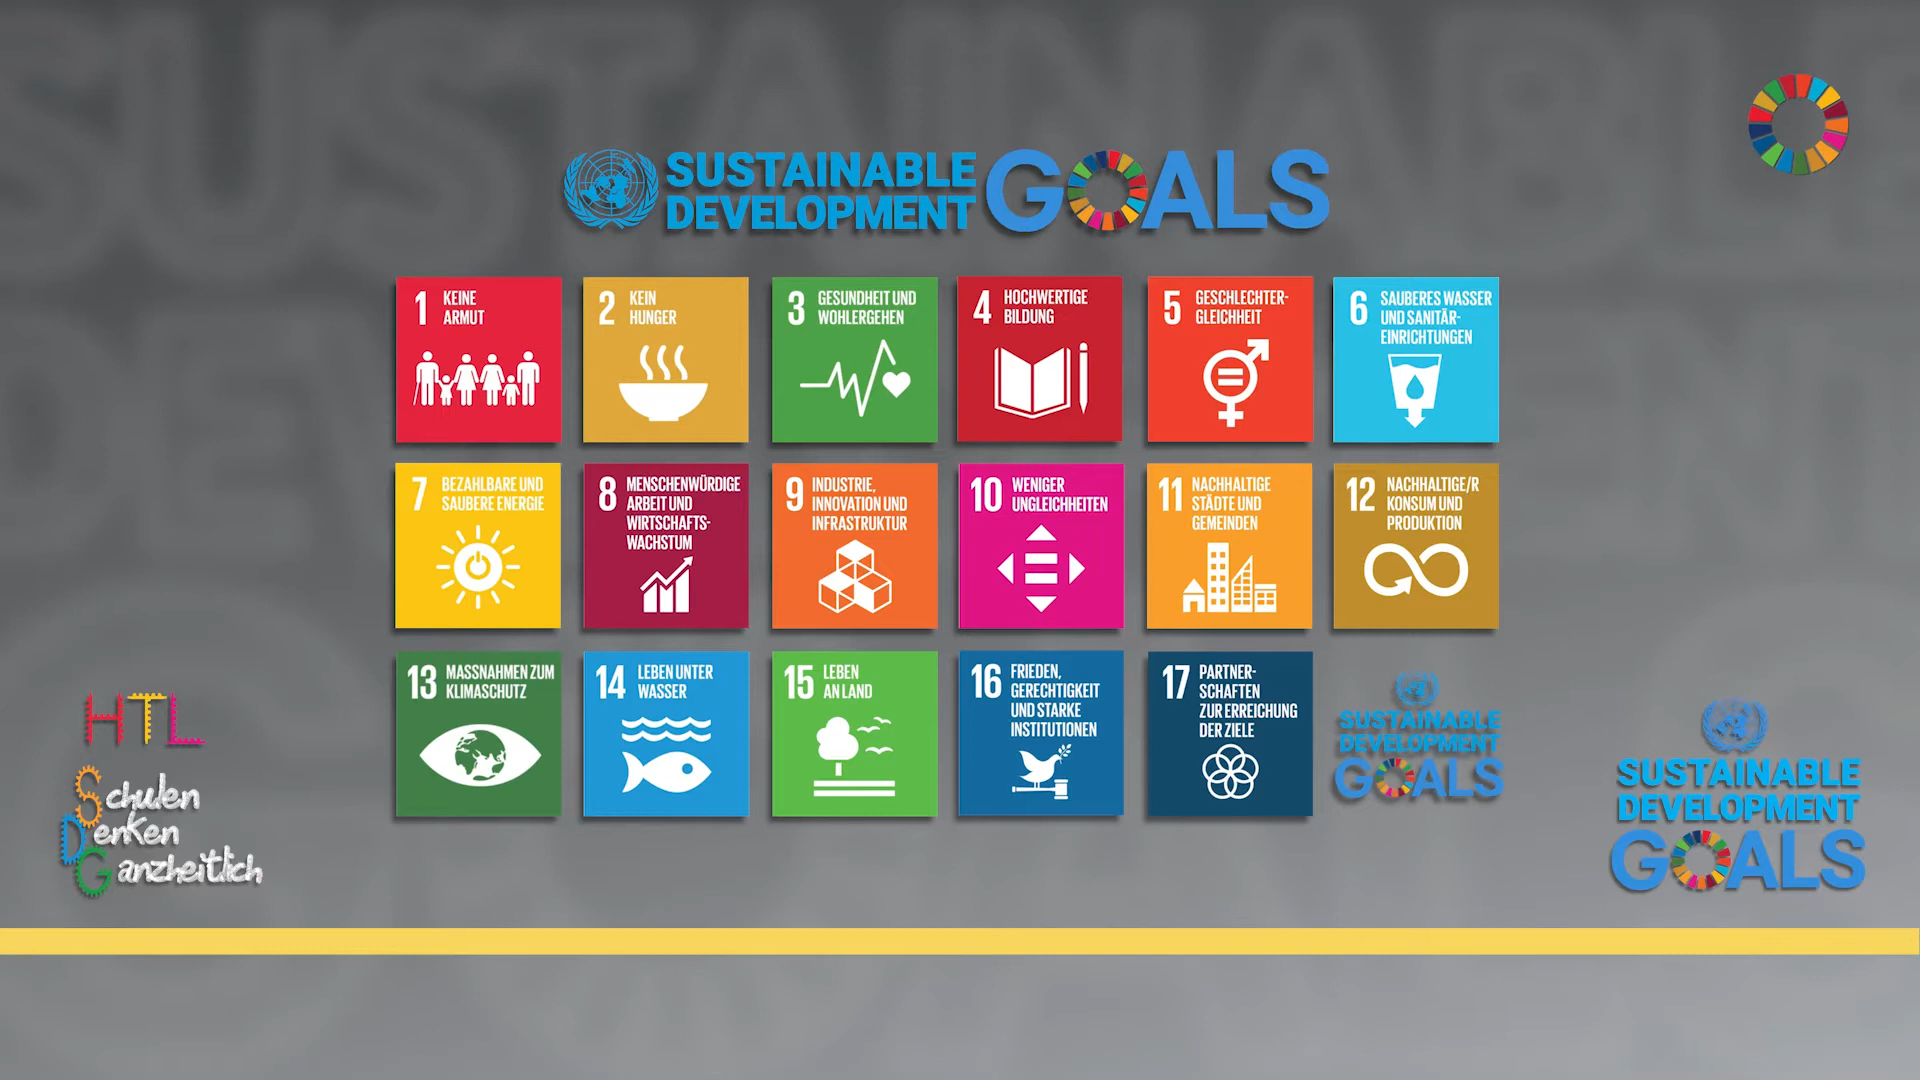 SUSTAINABLE
DEVELOPMENT
GOALS
1 KEINE
ARMUT
2 KEIN
HUNGER
3 GESUNDHEIT UND
WOHLERGEHEN
4 HOCHWERTIGE
BILDUNG
5 GESCHLECHTER-
GLEICHHEIT
6 SAUBERES WASSER
UND SANITÄR-
EINRICHTUNGEN
7 BEZAHLBARE UND
SAUBERE ENERGIE
8 MENSCHENWÜRDIGE
ARBEIT UND
WIRTSCHAFTS-
WACHSTUM
9 INDUSTRIE,
INNOVATION UND
INFRASTRUKTUR
10 WENIGER
UNGLEICHHEITEN
11 NACHHALTIGE
STÄDTE UND
GEMEINDEN
12 NACHHALTIGE/R
KONSUM UND
PRODUKTION
13 MASSNAHMEN ZUM
KLIMASCHUTZ
14 LEBEN UNTER
WASSER
15 LEBEN
AN LAND
16 FRIEDEN,
GERECHTIGKEIT
UND STARKE
INSTITUTIONEN
17 PARTNER-
SCHAFTEN
ZUR ERREICHUNG
DER ZIELE
SUSTAINABLE
DEVELOPMENT
GOALS
HTL
Schulen
Denken
Ganzheitlich
SUSTAINABLE
DEVELOPMENT
GOALS
SUSTAINABLE